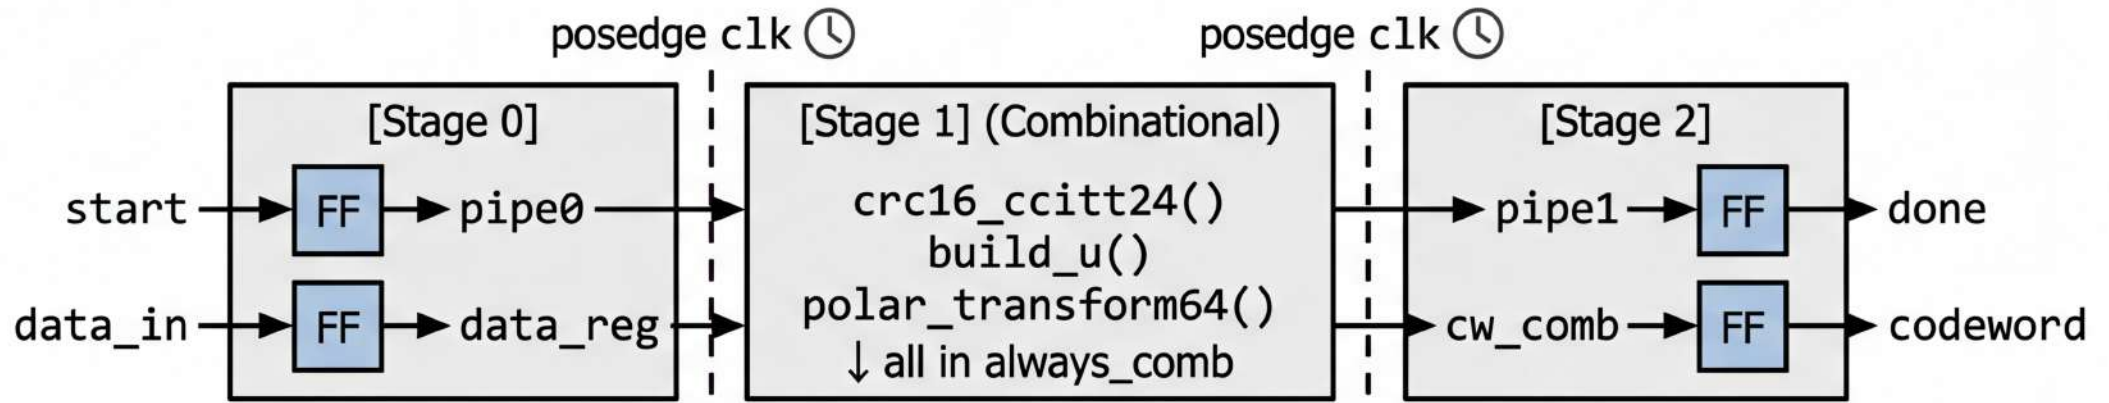 posedge clk
posedge clk
[Stage 0]
start
FF
pipe0
data_in
FF
data_reg
[Stage 1] (Combinational)
crc16_ccitt24()
build_u()
polar_transform64()
↓ all in always_comb
[Stage 2]
pipe1
FF
done
cw_comb
FF
codeword